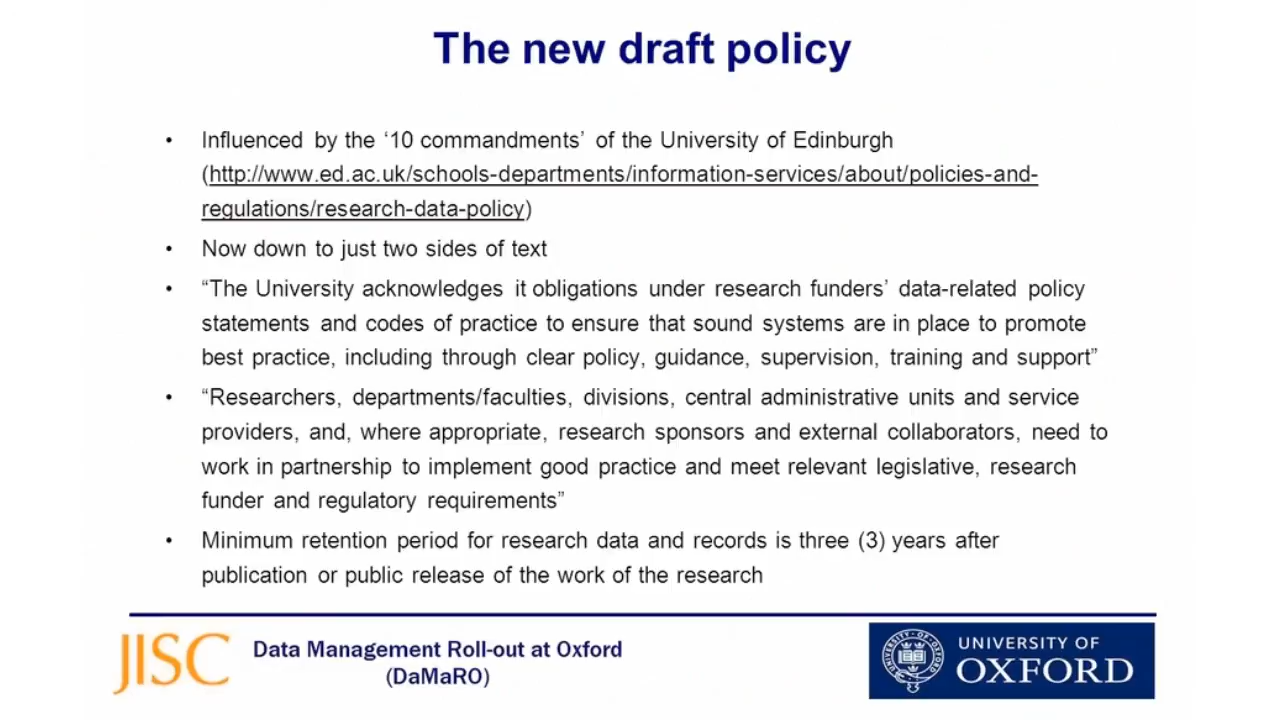 The new draft policy
• Influenced by the ‘10 commandments’ of the University of Edinburgh
(http://www.ed.ac.uk/schools-departments/information-services/about/policies-and-
regulations/research-data-policy)
• Now down to just two sides of text
• “The University acknowledges it obligations under research funders’ data-related policy
statements and codes of practice to ensure that sound systems are in place to promote
best practice, including through clear policy, guidance, supervision, training and support”
• “Researchers, departments/faculties, divisions, central administrative units and service
providers, and, where appropriate, research sponsors and external collaborators, need to
work in partnership to implement good practice and meet relevant legislative, research
funder and regulatory requirements”
• Minimum retention period for research data and records is three (3) years after
publication or public release of the work of the research
JISC
Data Management Roll-out at Oxford
(DaMaRO)
UNIVERSITY OF
OXFORD